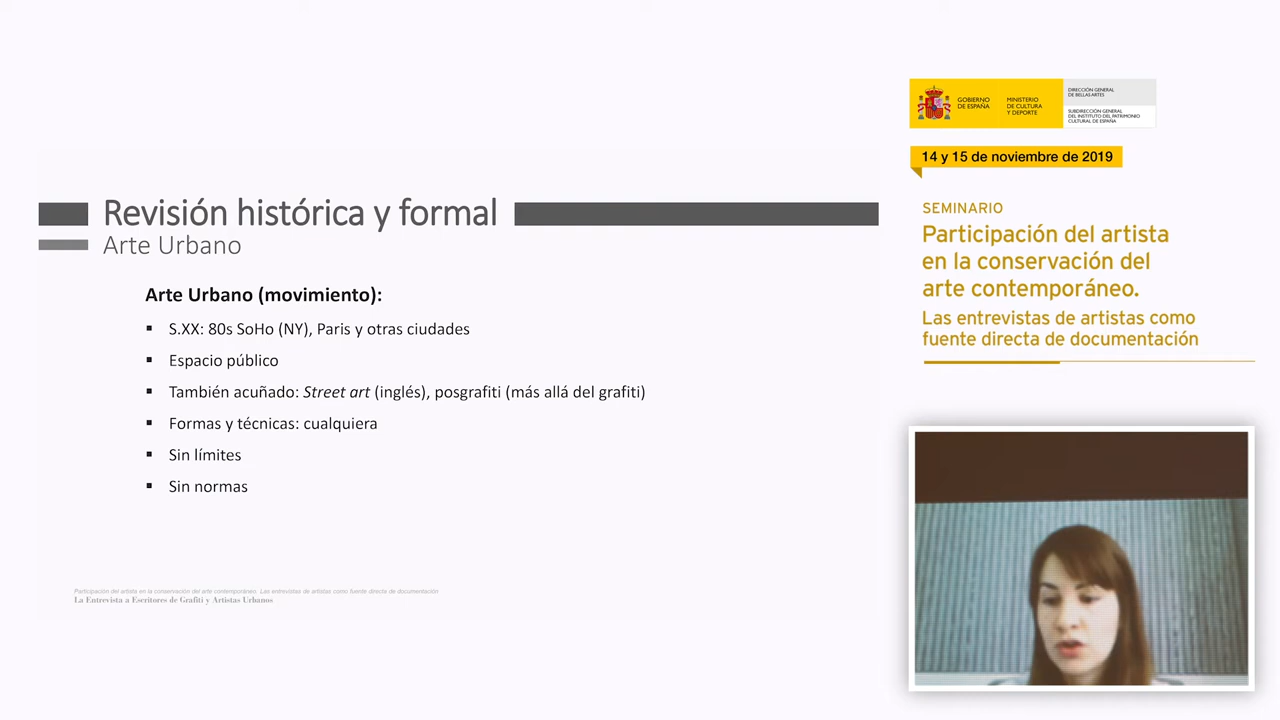 Revisión histórica y formal
Arte Urbano
Arte Urbano (movimiento):
▪ S.XX: 80s SoHo (NY), Paris y otras ciudades
▪ Espacio público
▪ También acuñado: Street art (inglés), posgrafiti (más allá del grafiti)
▪ Formas y técnicas: cualquiera
▪ Sin límites
▪ Sin normas
Participación del artista en la conservación del arte contemporáneo. Las entrevistas de artistas como fuente directa de documentación
La Entrevista a Escritores de Grafiti y Artistas Urbanos
GOBIERNO
DE ESPAÑA
MINISTERIO
DE CULTURA
Y DEPORTE
DIRECCIÓN GENERAL
DE BELLAS ARTES
SUBDIRECCIÓN GENERAL
DEL INSTITUTO DEL PATRIMONIO
CULTURAL DE ESPAÑA
14 y 15 de noviembre de 2019
SEMINARIO
Participación del artista
en la conservación del
arte contemporáneo.
Las entrevistas de artistas como
fuente directa de documentación